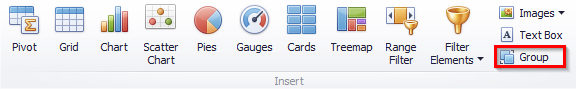 Pivot
Grid
Chart
Scatter
Chart
Pies
Gauges
Cards
Treemap
Range
Filter
Filter
Elements
Images
Text Box
Group
Insert